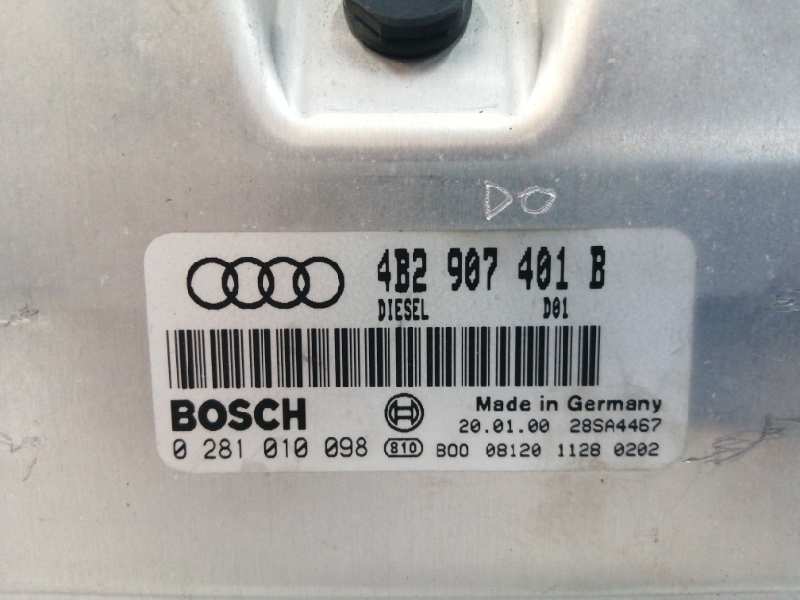 DO
4B2 907 401 B
DIESEL D01
BOSCH
Made in Germany
20.01.00 28SA4467
0 281 010 098 810 B00 08120 1128 0202